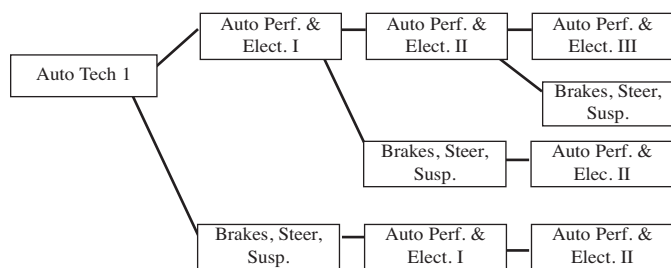 Auto Perf. &
Elect. I
Auto Perf. &
Elect. II
Auto Perf. &
Elect. III
Auto Tech 1
Brakes, Steer,
Susp.
Brakes, Steer,
Susp.
Auto Perf. &
Elec. II
Brakes, Steer,
Susp.
Auto Perf. &
Elect. I
Auto Perf. &
Elect. II